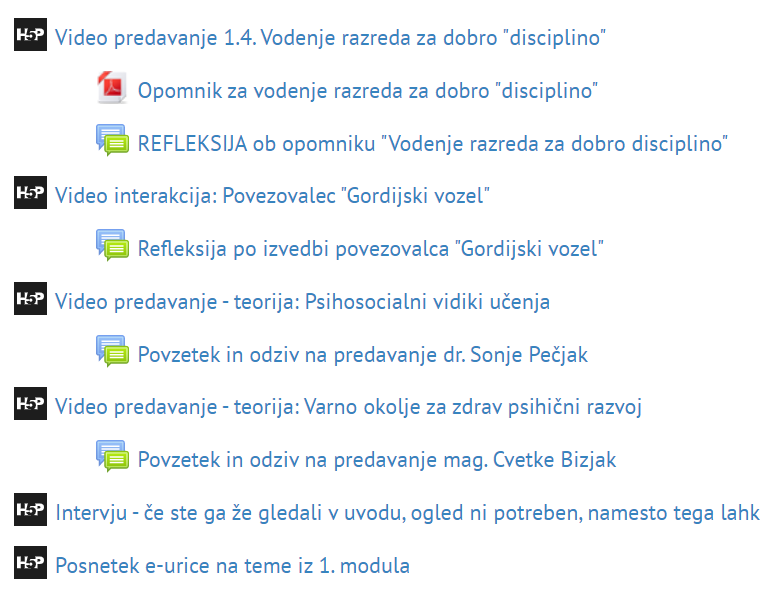 H5P Video predavanje 1.4. Vodenje razreda za dobro "disciplino"
Opomnik za vodenje razreda za dobro "disciplino"
REFLEKSIJA ob opomniku "Vodenje razreda za dobro disciplino"
H5P Video interakcija: Povezovalec "Gordijski vozel"
Refleksija po izvedbi povezovalca "Gordijski vozel"
H5P Video predavanje - teorija: Psihosocialni vidiki učenja
Povzetek in odziv na predavanje dr. Sonje Pečjak
H5P Video predavanje - teorija: Varno okolje za zdrav psihični razvoj
Povzetek in odziv na predavanje mag. Cvetke Bizjak
H5P Intervju - če ste ga že gledali v uvodu, ogled ni potreben, namesto tega lahk
H5P Posnetek e-urice na teme iz 1. modula